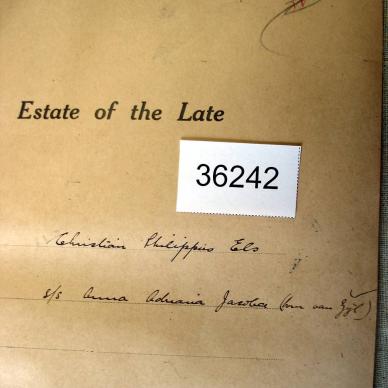 Estate of the Late
36242
Christian Philippus Els
s/s Anna Adriana Jacoba (born van Zyl)